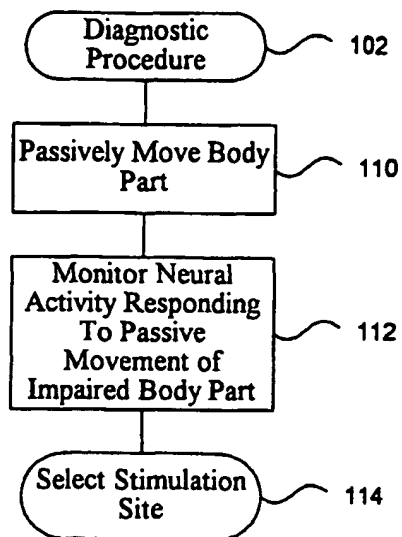 Diagnostic
Procedure
102
Passively Move Body
Part
110
Monitor Neural
Activity Responding
To Passive
Movement of
Impaired Body Part
112
Select Stimulation
Site
114